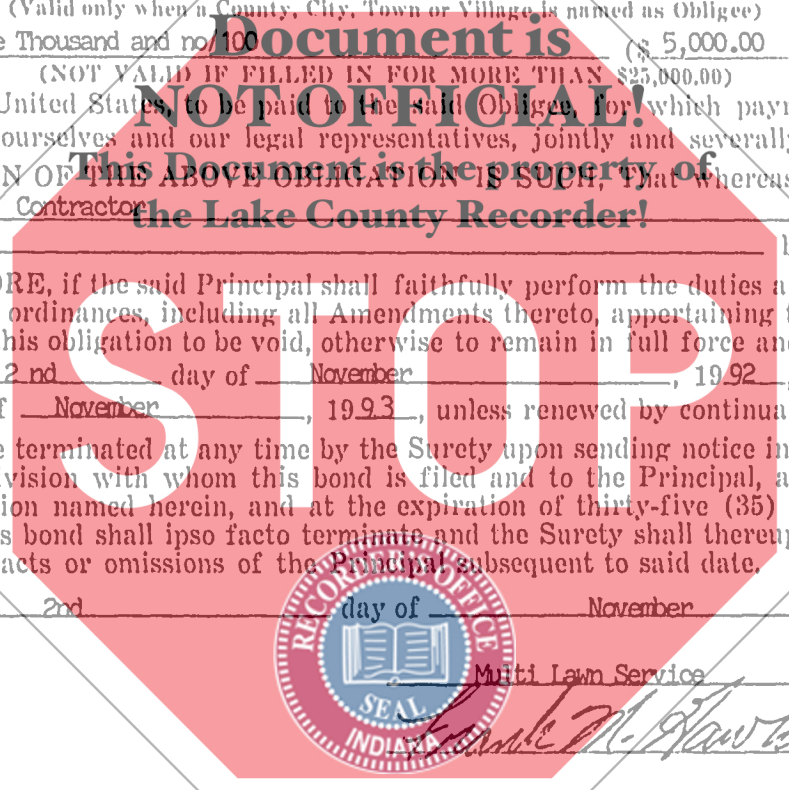 (Valid only when a County, City, Town or Village is named as Obligee)
Document is
Thousand and no/100 ($ 5,000.00
(NOT VALID IF FILLED IN FOR MORE THAN $25,000.00)
United States, to be paid to the said Obligee, for which
NOT OFFICIAL!
ourselves and our legal representatives, jointly and severally
This Document is the property of
OF THE ABOVE OBLIGATION IS SUCH, That whereas
Contractor
the Lake County Recorder!
if the said Principal shall faithfully perform the duties
ordinances, including all Amendments thereto, appertaining
his obligation to be void, otherwise to remain in full force
2 nd day of November, 1992
November, 1993, unless renewed by
STOP
terminated at any time by the Surety upon sending notice in
with whom this bond is filed and to the Principal,
named herein, and at the expiration of thirty-five (35)
bond shall ipso facto terminate and the Surety shall
acts or omissions of the Principal subsequent to said date.
2nd day of November
RECORDER'S OFFICE
Multi Lawn Service
SEAL
INDIANA